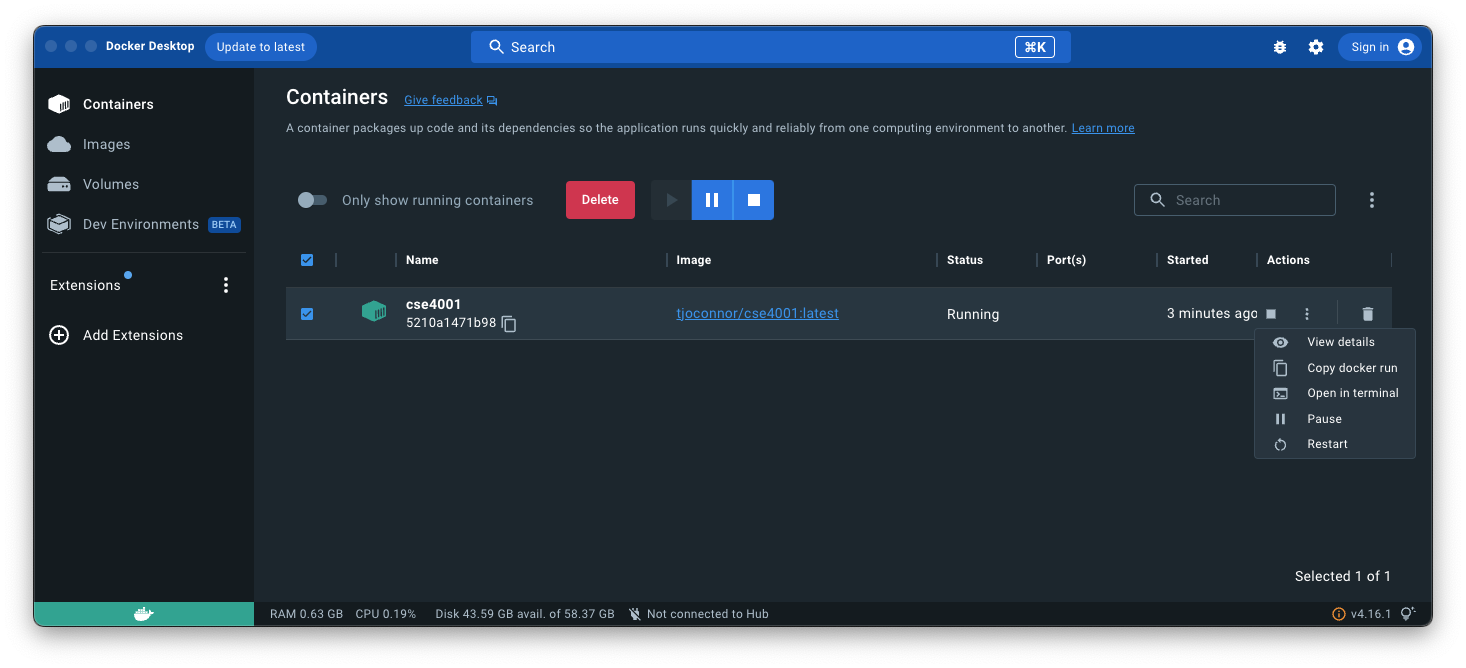 Docker Desktop Update to latest Search ⌘K Sign in
Containers
Images
Volumes
Dev Environments BETA
Extensions
Add Extensions
Containers Give feedback
A container packages up code and its dependencies so the application runs quickly and reliably from one computing environment to another. Learn more
Only show running containers Delete Search
Name Image Status Port(s) Started Actions
cse4001
5210a1471b98 tjoconnor/cse4001:latest Running 3 minutes ago
View details
Copy docker run
Open in terminal
Pause
Restart
Selected 1 of 1
RAM 0.63 GB CPU 0.19% Disk 43.59 GB avail. of 58.37 GB Not connected to Hub v4.16.1